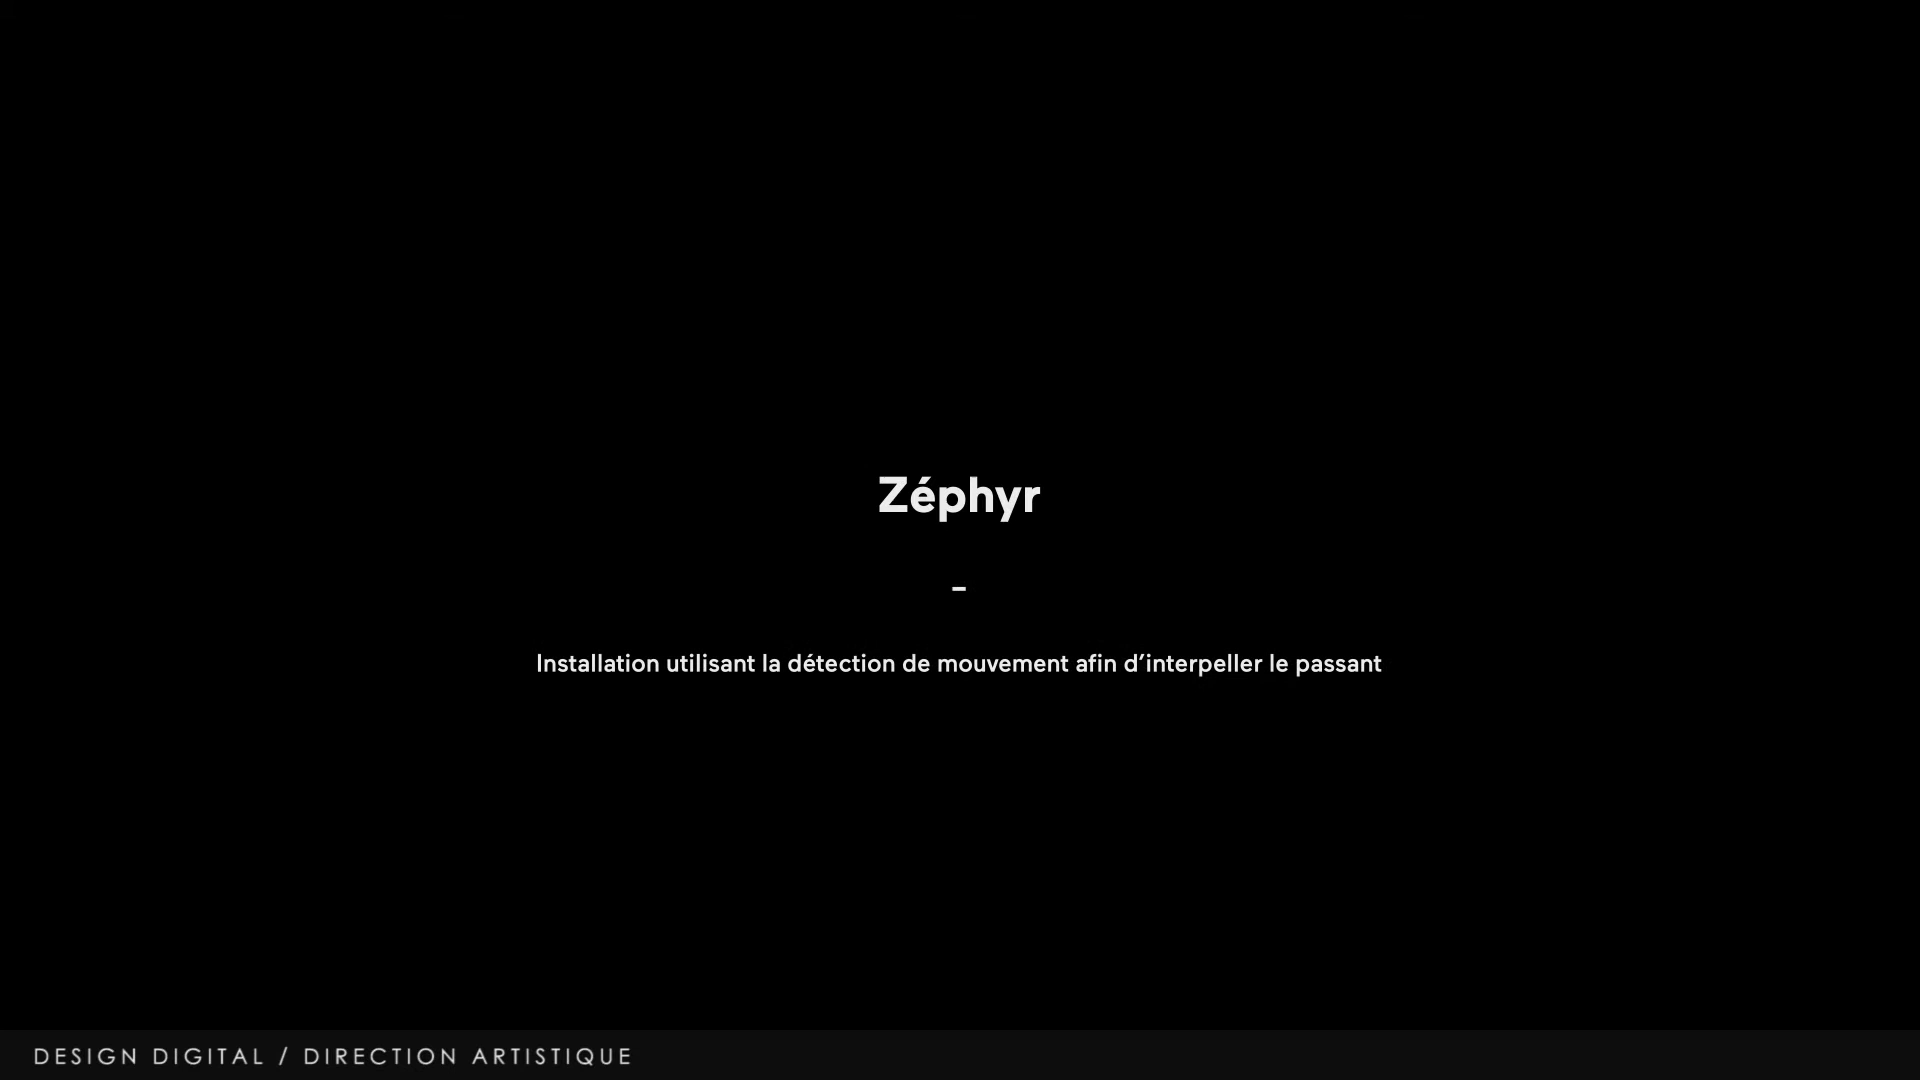 Zéphyr
–
Installation utilisant la détection de mouvement afin d’interpeller le passant
DESIGN DIGITAL / DIRECTION ARTISTIQUE